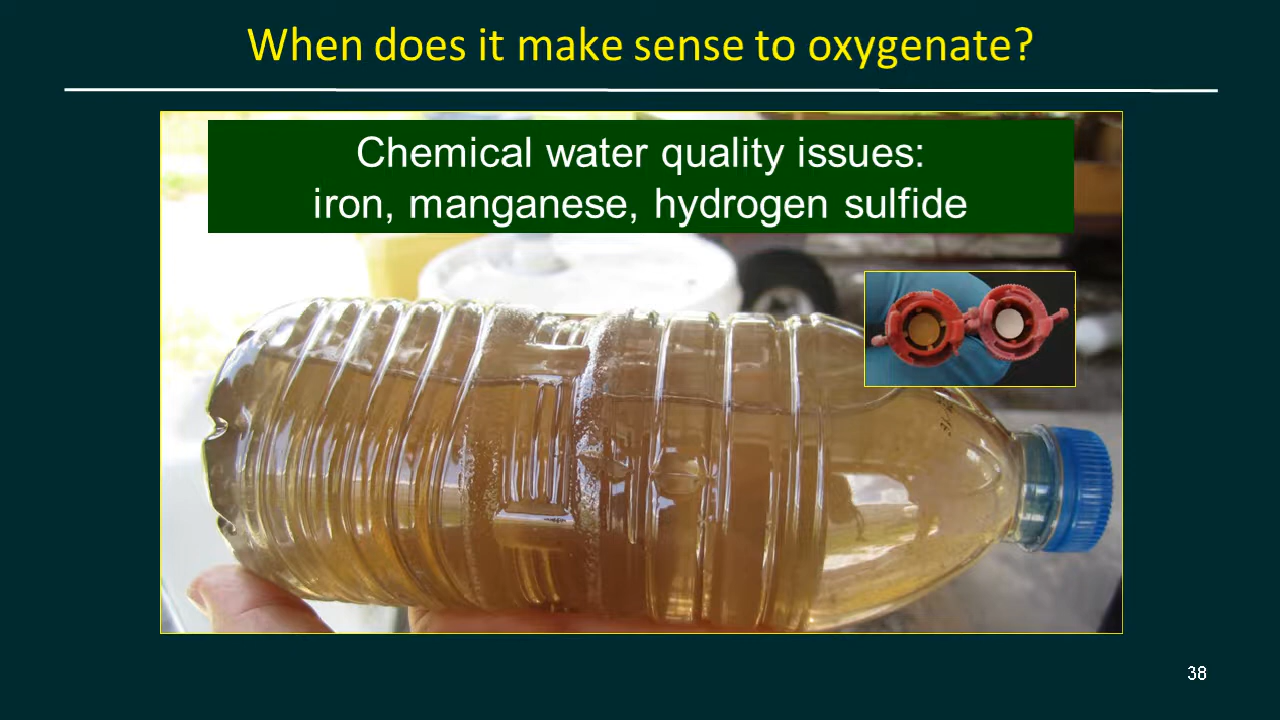 When does it make sense to oxygenate?
Chemical water quality issues:
iron, manganese, hydrogen sulfide
38